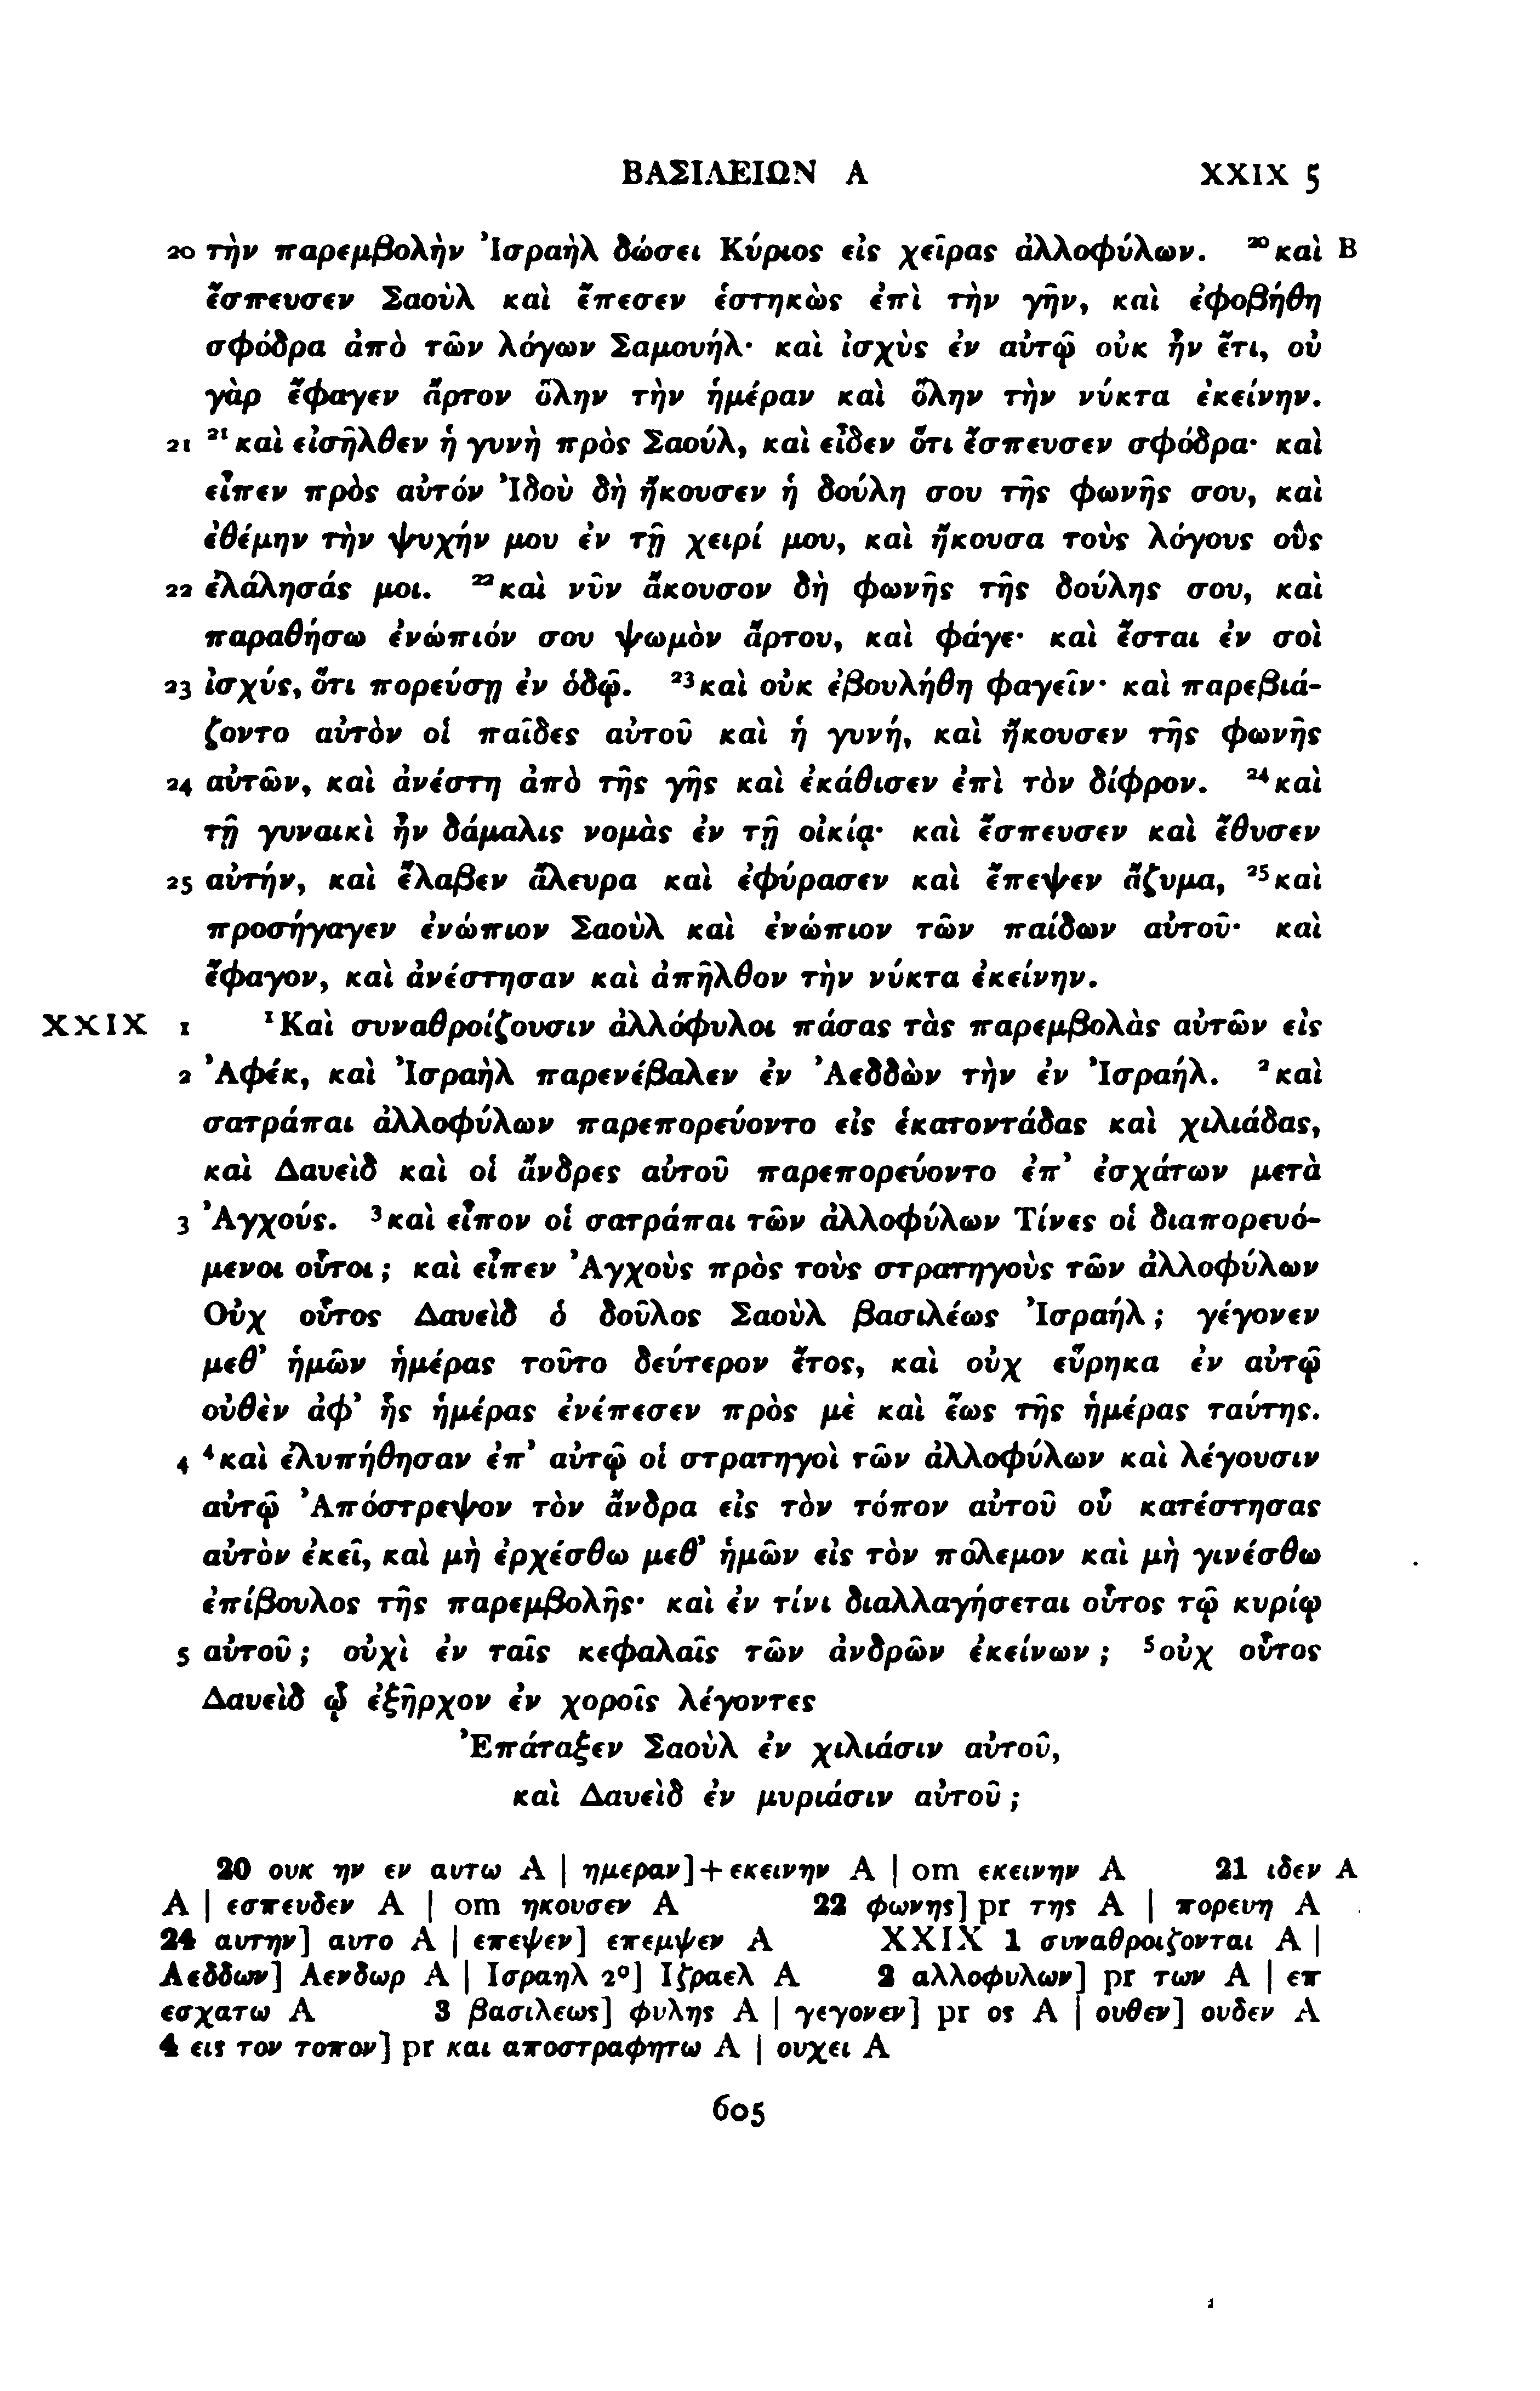 ΒΑΣΙΛΕΙΩΝ Α XXIX 5
20 τὴν παρεμβολὴν Ἰσραὴλ δώσει Κύριος εἰς χεῖρας ἀλλοφύλων. ²⁰καὶ B
ἔσπευσεν Σαοὺλ καὶ ἔπεσεν ἑστηκὼς ἐπὶ τὴν γῆν, καὶ ἐφοβήθη
σφόδρα ἀπὸ τῶν λόγων Σαμουήλ· καὶ ἰσχὺς ἐν αὐτῷ οὐκ ἦν ἔτι, οὐ
γὰρ ἔφαγεν ἄρτον ὅλην τὴν ἡμέραν καὶ ὅλην τὴν νύκτα ἐκείνην.
21 ²¹καὶ εἰσῆλθεν ἡ γυνὴ πρὸς Σαούλ, καὶ εἶδεν ὅτι ἔσπευσεν σφόδρα· καὶ
εἶπεν πρὸς αὐτόν Ἰδοὺ δὴ ἤκουσεν ἡ δούλη σου τῆς φωνῆς σου, καὶ
ἐθέμην τὴν ψυχήν μου ἐν τῇ χειρί μου, καὶ ἤκουσα τοὺς λόγους οὓς
22 ἐλάλησάς μοι. ²²καὶ νῦν ἄκουσον δὴ φωνῆς τῆς δούλης σου, καὶ
παραθήσω ἐνώπιόν σου ψωμὸν ἄρτου, καὶ φάγε· καὶ ἔσται ἐν σοὶ
23 ἰσχύς, ὅτι πορεύσῃ ἐν ὁδῷ. ²³καὶ οὐκ ἐβουλήθη φαγεῖν· καὶ παρεβιά-
ζοντο αὐτὸν οἱ παῖδες αὐτοῦ καὶ ἡ γυνή, καὶ ἤκουσεν τῆς φωνῆς
24 αὐτῶν, καὶ ἀνέστη ἀπὸ τῆς γῆς καὶ ἐκάθισεν ἐπὶ τὸν δίφρον. ²⁴καὶ
τῇ γυναικὶ ἦν δάμαλις νομὰς ἐν τῇ οἰκίᾳ· καὶ ἔσπευσεν καὶ ἔθυσεν
25 αὐτήν, καὶ ἔλαβεν ἄλευρα καὶ ἐφύρασεν καὶ ἔπεψεν ἄζυμα, ²⁵καὶ
προσήγαγεν ἐνώπιον Σαοὺλ καὶ ἐνώπιον τῶν παίδων αὐτοῦ· καὶ
ἔφαγον, καὶ ἀνέστησαν καὶ ἀπῆλθον τὴν νύκτα ἐκείνην.
XXIX 1 ¹Καὶ συναθροίζουσιν ἀλλόφυλοι πάσας τὰς παρεμβολὰς αὐτῶν εἰς
2 Ἀφέκ, καὶ Ἰσραὴλ παρενέβαλεν ἐν Ἀεδδὼν τὴν ἐν Ἰσραήλ. ²καὶ
σατράπαι ἀλλοφύλων παρεπορεύοντο εἰς ἑκατοντάδας καὶ χιλιάδας,
καὶ Δαυεὶδ καὶ οἱ ἄνδρες αὐτοῦ παρεπορεύοντο ἐπ’ ἐσχάτων μετὰ
3 Ἀγχούς. ³καὶ εἶπον οἱ σατράπαι τῶν ἀλλοφύλων Τίνες οἱ διαπορευό-
μενοι οὗτοι; καὶ εἶπεν Ἀγχοὺς πρὸς τοὺς στρατηγοὺς τῶν ἀλλοφύλων
Οὐχ οὗτος Δαυεὶδ ὁ δοῦλος Σαοὺλ βασιλέως Ἰσραήλ; γέγονεν
μεθ’ ἡμῶν ἡμέρας τοῦτο δεύτερον ἔτος, καὶ οὐχ εὕρηκα ἐν αὐτῷ
οὐθὲν ἀφ’ ἧς ἡμέρας ἐνέπεσεν πρὸς μὲ καὶ ἕως τῆς ἡμέρας ταύτης.
4 ⁴καὶ ἐλυπήθησαν ἐπ’ αὐτῷ οἱ στρατηγοὶ τῶν ἀλλοφύλων καὶ λέγουσιν
αὐτῷ Ἀπόστρεψον τὸν ἄνδρα εἰς τὸν τόπον αὐτοῦ οὗ κατέστησας
αὐτὸν ἐκεῖ, καὶ μὴ ἐρχέσθω μεθ’ ἡμῶν εἰς τὸν πόλεμον καὶ μὴ γινέσθω
ἐπίβουλος τῆς παρεμβολῆς· καὶ ἐν τίνι διαλλαγήσεται οὗτος τῷ κυρίῳ
5 αὐτοῦ; οὐχὶ ἐν ταῖς κεφαλαῖς τῶν ἀνδρῶν ἐκείνων; ⁵οὐχ οὗτος
Δαυεὶδ ᾧ ἐξῆρχον ἐν χοροῖς λέγοντες
Ἐπάταξεν Σαοὺλ ἐν χιλιάσιν αὐτοῦ,
καὶ Δαυεὶδ ἐν μυριάσιν αὐτοῦ;
20 ουκ ην εν αυτω A | ημεραν]+εκεινην A | om εκεινην A 21 ιδεν A
A | εσπευδεν A | om ηκουσεν A 22 φωνης] pr της A | πορευη A
24 αυτην] αυτο A | επεψεν] επεμψεν A XXIX 1 συναθροιζονται A |
Αεδδων] Αενδωρ A | Ισραηλ 2º] Ιζραελ A 2 αλλοφυλων] pr των A | επ
εσχατω A 3 βασιλεως] φυλης A | γεγονεν] pr ος A | ουθεν] ουδεν A
4 εις τον τοπον] pr και αποστραφητω A | ουχει A
605